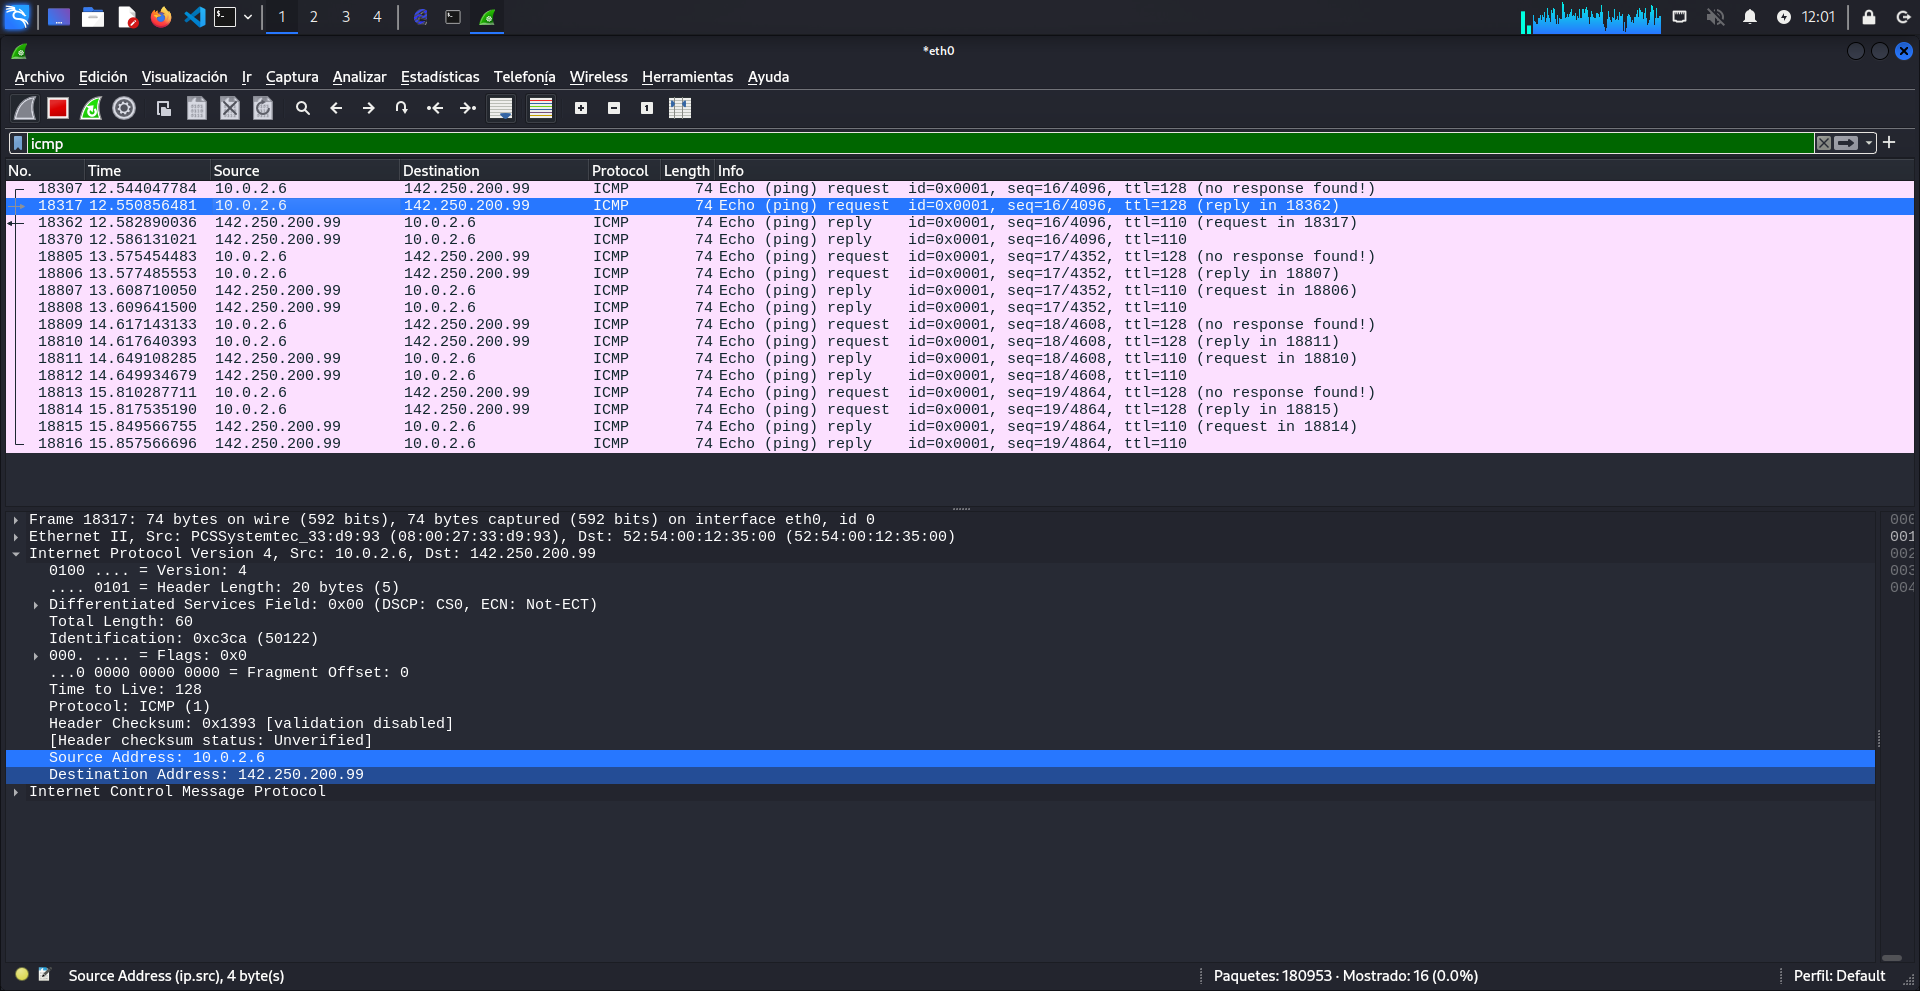 1 2 3 4 12:01
*eth0
Archivo Edición Visualización Ir Captura Analizar Estadísticas Telefonía Wireless Herramientas Ayuda
icmp
No. Time Source Destination Protocol Length Info
18307 12.544047784 10.0.2.6 142.250.200.99 ICMP 74 Echo (ping) request id=0x0001, seq=16/4096, ttl=128 (no response found!)
18317 12.550856481 10.0.2.6 142.250.200.99 ICMP 74 Echo (ping) request id=0x0001, seq=16/4096, ttl=128 (reply in 18362)
18362 12.582890036 142.250.200.99 10.0.2.6 ICMP 74 Echo (ping) reply id=0x0001, seq=16/4096, ttl=110 (request in 18317)
18370 12.586131021 142.250.200.99 10.0.2.6 ICMP 74 Echo (ping) reply id=0x0001, seq=16/4096, ttl=110
18805 13.575454483 10.0.2.6 142.250.200.99 ICMP 74 Echo (ping) request id=0x0001, seq=17/4352, ttl=128 (no response found!)
18806 13.577485553 10.0.2.6 142.250.200.99 ICMP 74 Echo (ping) request id=0x0001, seq=17/4352, ttl=128 (reply in 18807)
18807 13.608710050 142.250.200.99 10.0.2.6 ICMP 74 Echo (ping) reply id=0x0001, seq=17/4352, ttl=110 (request in 18806)
18808 13.609641500 142.250.200.99 10.0.2.6 ICMP 74 Echo (ping) reply id=0x0001, seq=17/4352, ttl=110
18809 14.617143133 10.0.2.6 142.250.200.99 ICMP 74 Echo (ping) request id=0x0001, seq=18/4608, ttl=128 (no response found!)
18810 14.617640393 10.0.2.6 142.250.200.99 ICMP 74 Echo (ping) request id=0x0001, seq=18/4608, ttl=128 (reply in 18811)
18811 14.649108285 142.250.200.99 10.0.2.6 ICMP 74 Echo (ping) reply id=0x0001, seq=18/4608, ttl=110 (request in 18810)
18812 14.649934679 142.250.200.99 10.0.2.6 ICMP 74 Echo (ping) reply id=0x0001, seq=18/4608, ttl=110
18813 15.810287711 10.0.2.6 142.250.200.99 ICMP 74 Echo (ping) request id=0x0001, seq=19/4864, ttl=128 (no response found!)
18814 15.817535190 10.0.2.6 142.250.200.99 ICMP 74 Echo (ping) request id=0x0001, seq=19/4864, ttl=128 (reply in 18815)
18815 15.849566755 142.250.200.99 10.0.2.6 ICMP 74 Echo (ping) reply id=0x0001, seq=19/4864, ttl=110 (request in 18814)
18816 15.857566696 142.250.200.99 10.0.2.6 ICMP 74 Echo (ping) reply id=0x0001, seq=19/4864, ttl=110
Frame 18317: 74 bytes on wire (592 bits), 74 bytes captured (592 bits) on interface eth0, id 0
Ethernet II, Src: PCSSystemtec_33:d9:93 (08:00:27:33:d9:93), Dst: 52:54:00:12:35:00 (52:54:00:12:35:00)
Internet Protocol Version 4, Src: 10.0.2.6, Dst: 142.250.200.99
0100 .... = Version: 4
.... 0101 = Header Length: 20 bytes (5)
Differentiated Services Field: 0x00 (DSCP: CS0, ECN: Not-ECT)
Total Length: 60
Identification: 0xc3ca (50122)
000. .... = Flags: 0x0
...0 0000 0000 0000 = Fragment Offset: 0
Time to Live: 128
Protocol: ICMP (1)
Header Checksum: 0x1393 [validation disabled]
[Header checksum status: Unverified]
Source Address: 10.0.2.6
Destination Address: 142.250.200.99
Internet Control Message Protocol
000
001
002
003
004
Source Address (ip.src), 4 byte(s) Paquetes: 180953 · Mostrado: 16 (0.0%) Perfil: Default